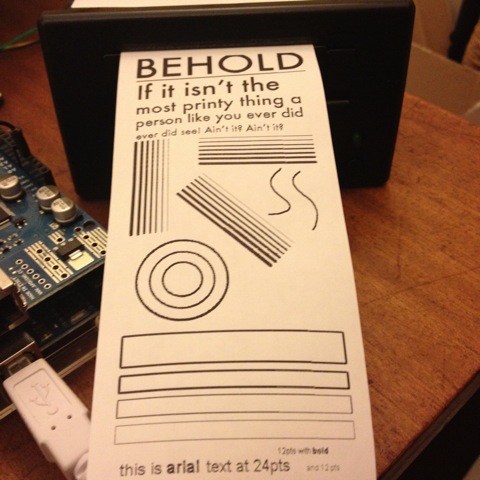 BEHOLD
If it isn't the
most printy thing a
person like you ever did
ever did see! Ain't it? Ain't it?
12pts with bold
this is arial text at 24pts and 12 pts